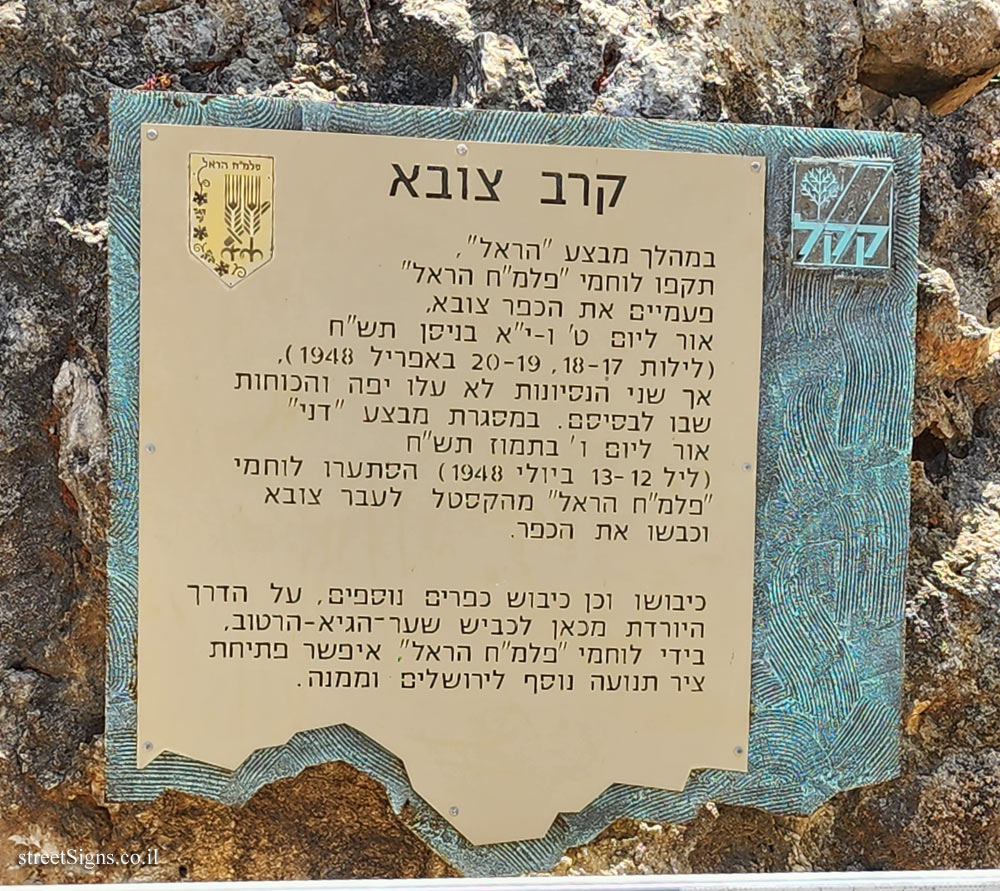 פלמ"ח הראל
קרב צובא
קקל
במהלך מבצע "הראל",
תקפו לוחמי "פלמ"ח הראל"
פעמיים את הכפר צובא,
אור ליום ט' ו-י"א בניסן תש"ח
(לילות 18-17, 20-19 באפריל 1948),
אך שני הנסיונות לא עלו יפה והכוחות
שבו לבסיסם. במסגרת מבצע "דני"
אור ליום ו' בתמוז תש"ח
(ליל 13-12 ביולי 1948) הסתערו לוחמי
"פלמ"ח הראל" מהקסטל לעבר צובא
וכבשו את הכפר.
כיבושו וכן כיבוש כפרים נוספים, על הדרך
היורדת מכאן לכביש שער-הגיא-הרטוב,
בידי לוחמי "פלמ"ח הראל", איפשר פתיחת
ציר תנועה נוסף לירושלים וממנה.
streetSigns.co.il